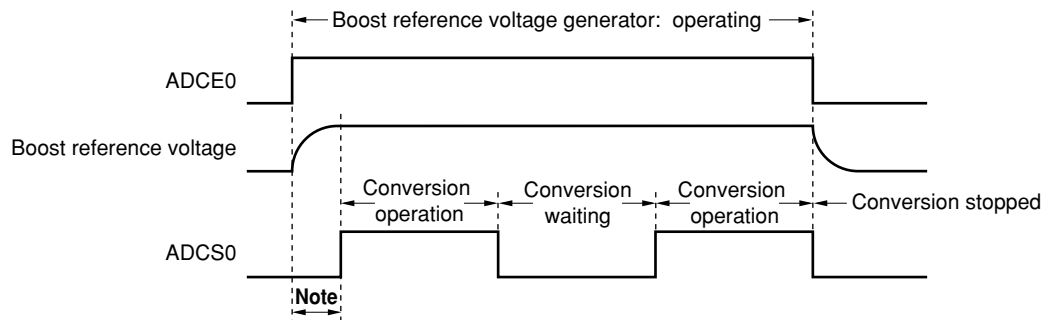 Boost reference voltage generator:  operating
ADCE0
Boost reference voltage
Conversion
operation
Conversion
waiting
Conversion
operation
Conversion stopped
ADCS0
Note